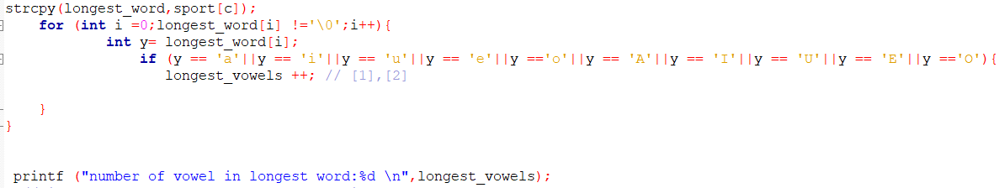 strcpy(longest_word,sport[c]);
for (int i =0;longest_word[i] !='\0';i++){
int y= longest_word[i];
if (y == 'a'||y == 'i'||y == 'u'||y == 'e'||y =='o'||y == 'A'||y == 'I'||y == 'U'||y == 'E'||y =='O'){
longest_vowels ++; // [1],[2]
}
}
printf ("number of vowel in longest word:%d \n",longest_vowels);